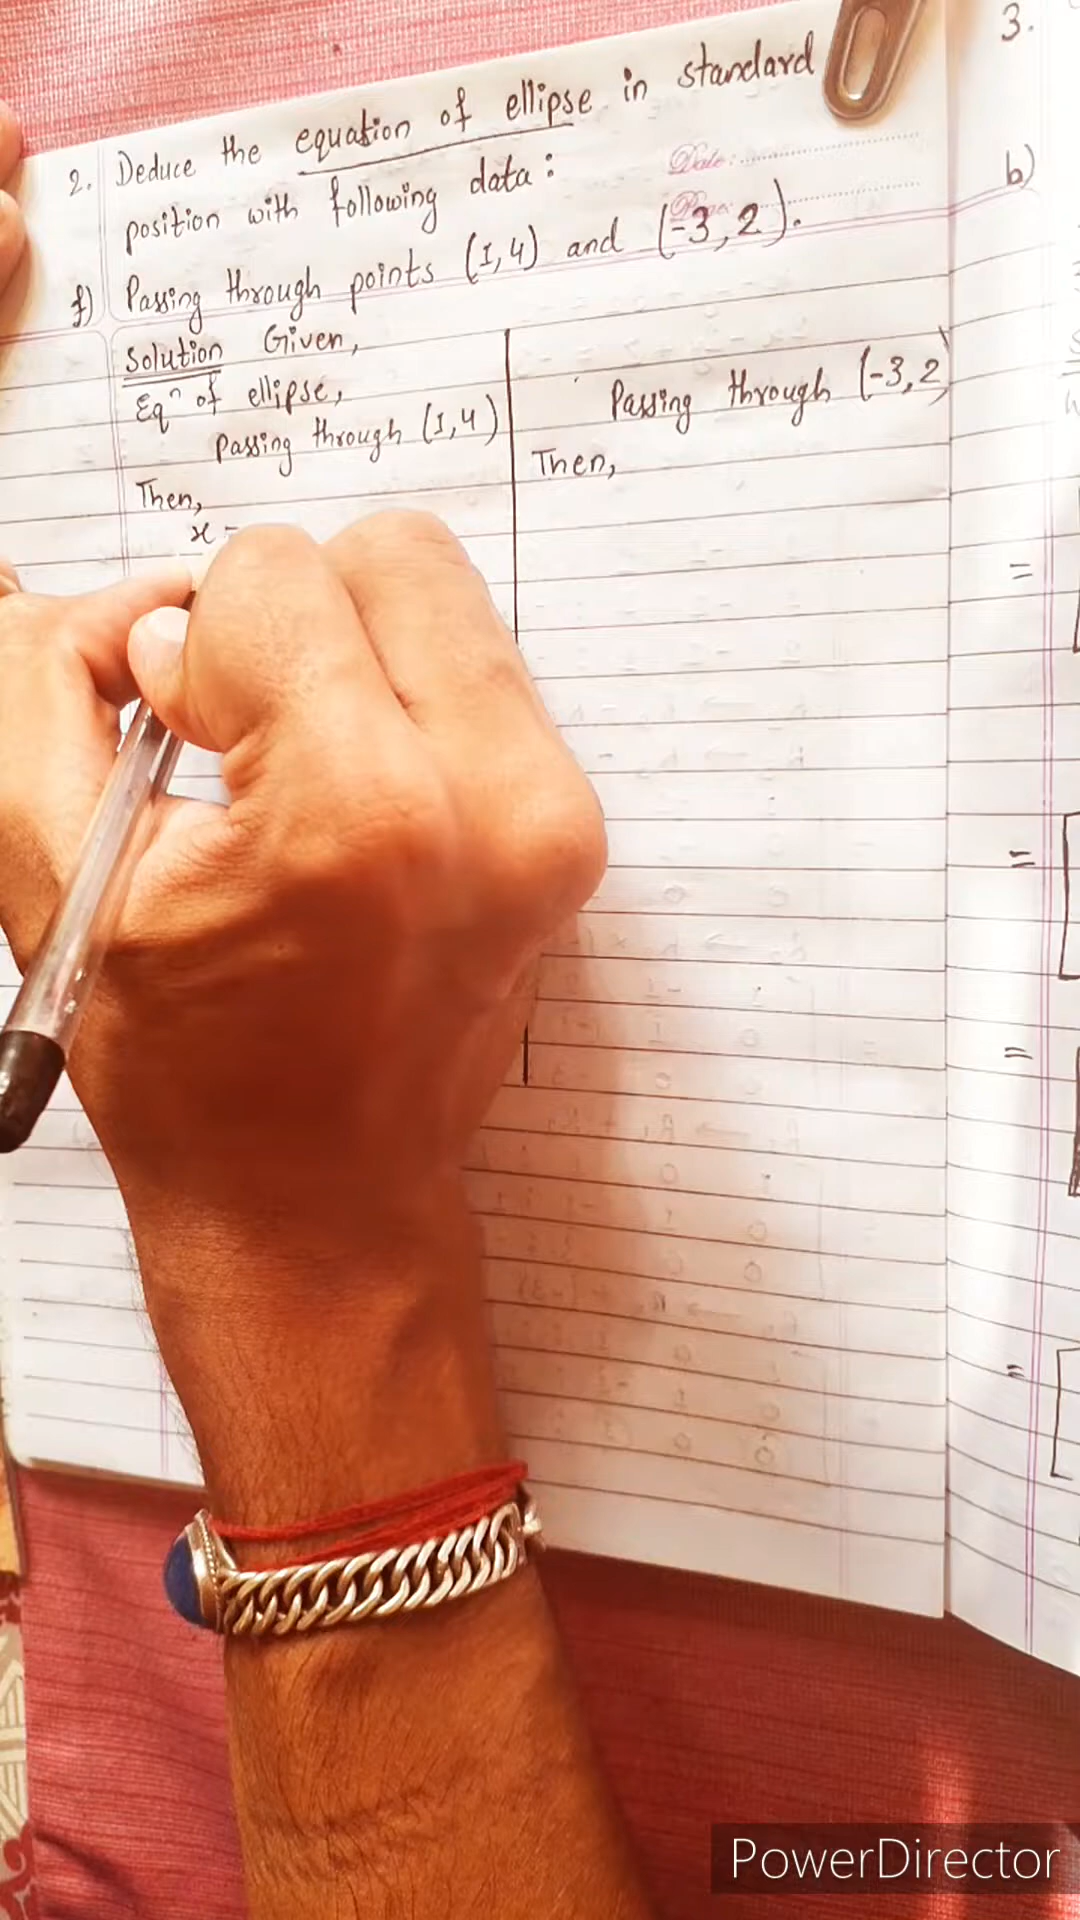 2. Deduce the equation of ellipse in standard
position with following data:
Date:
f) Passing through points (1,4) and (-3,2).
Solution Given,
Eqⁿ of ellipse,
Passing through (1,4)
Then,
x =
Passing through (-3,2)
Then,
3.
b)
=
=
=
=
PowerDirector